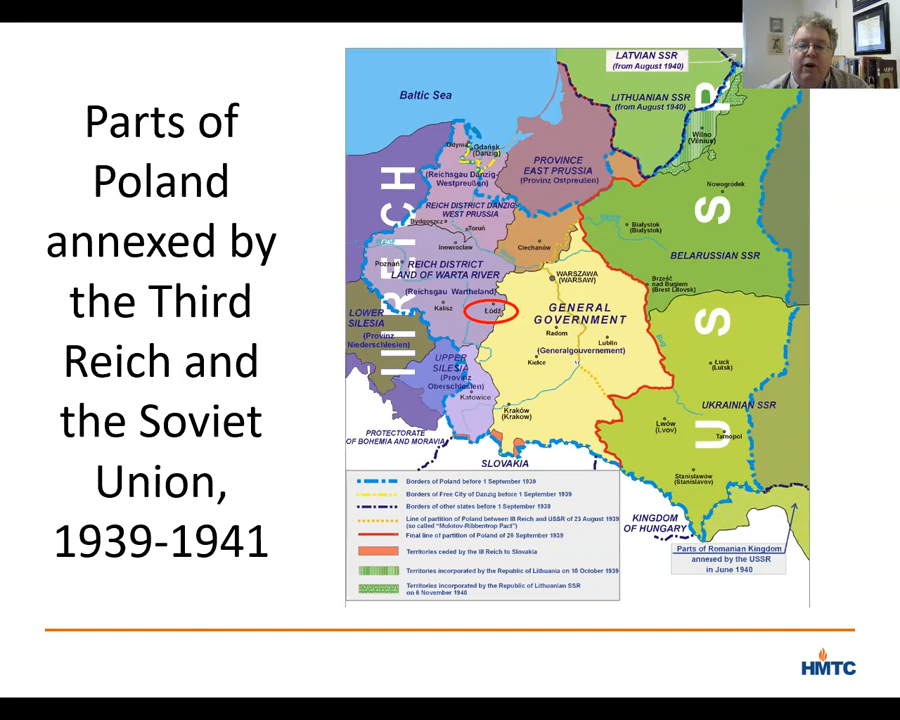 Parts of
Poland
annexed by
the Third
Reich and
the Soviet
Union,
1939-1941
LATVIAN SSR
(from August 1940)
Baltic Sea
LITHUANIAN SSR
(from August 1940)
Wilno
(Vilnius)
Gdynia
Gdańsk
(Danzig)
PROVINCE
EAST PRUSSIA
(Provinz Ostpreußen)
(Reichsgau Danzig-
Westpreußen)
Nowogródek
REICH DISTRICT DANZIG
WEST PRUSSIA
Bydgoszcz
Toruń
Białystok
(Bialystok)
Inowrocław
Ciechanów
BELARUSSIAN SSR
Poznań
REICH DISTRICT
LAND OF WARTA RIVER
(Reichsgau Wartheland)
WARSZAWA
(WARSAW)
Brześć
nad Bugiem
(Brest Litovsk)
Kalisz
Łódź
GENERAL
GOVERNMENT
(Generalgouvernement)
LOWER
SILESIA
(Provinz
Niederschlesien)
Radom
Lublin
Kielce
UPPER
SILESIA
(Provinz
Oberschlesien)
Łuck
(Lutsk)
Katowice
III REICH
USSR
UKRAINIAN SSR
Kraków
(Krakow)
Lwów
(Lvov)
Tarnopol
PROTECTORATE
OF BOHEMIA AND MORAVIA
SLOVAKIA
Stanisławów
(Stanislavov)
KINGDOM
OF HUNGARY
Parts of Romanian Kingdom
annexed by the USSR
in June 1940
Borders of Poland before 1 September 1939
Borders of Free City of Danzig before 1 September 1939
Borders of other states before 1 September 1939
Line of partition of Poland between III Reich and USSR of 23 August 1939
(so called "Molotov-Ribbentrop Pact")
Final line of partition of Poland of 28 September 1939
Territories ceded by the III Reich to Slovakia
Territories incorporated by the Republic of Lithuania on 10 October 1939
Territories incorporated by the Republic of Lithuanian SSR
on 6 November 1940
HMTC